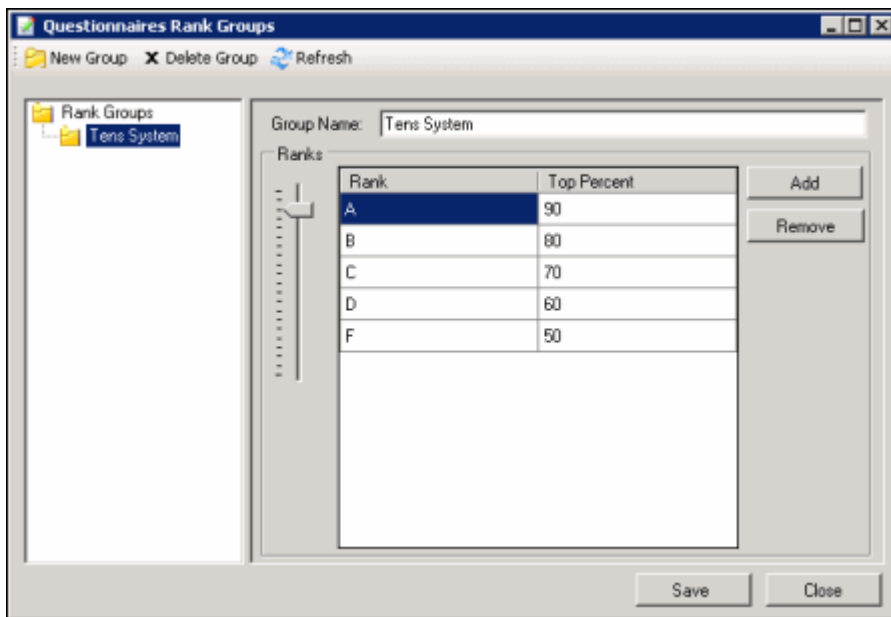 Questionnaires Rank Groups
New Group Delete Group Refresh
Rank Groups
Tens System
Group Name: Tens System
Ranks
Rank Top Percent
A 90
B 80
C 70
D 60
F 50
Add
Remove
Save Close